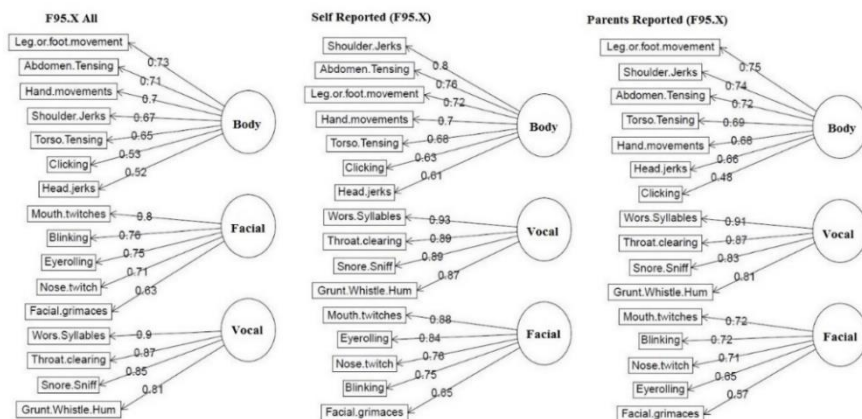 F95.X All
Leg.or.foot.movement
0.73
Abdomen.Tensing
0.71
Hand.movements
0.7
Shoulder.Jerks
0.67
Torso.Tensing
0.65
Clicking
0.53
Head.jerks
0.52
Body
Mouth.twitches
0.8
Blinking
0.76
Eyerolling
0.75
Nose.twitch
0.71
Facial.grimaces
0.63
Facial
Wors.Syllables
0.9
Throat.clearing
0.87
Snore.Sniff
0.85
Grunt.Whistle.Hum
0.81
Vocal
Self Reported (F95.X)
Shoulder.Jerks
0.8
Abdomen.Tensing
0.76
Leg.or.foot.movement
0.72
Hand.movements
0.7
Torso.Tensing
0.68
Clicking
0.63
Head.jerks
0.61
Body
Wors.Syllables
0.93
Throat.clearing
0.89
Snore.Sniff
0.89
Grunt.Whistle.Hum
0.87
Vocal
Mouth.twitches
0.88
Eyerolling
0.84
Nose.twitch
0.76
Blinking
0.75
Facial.grimaces
0.65
Facial
Parents Reported (F95.X)
Leg.or.foot.movement
0.75
Shoulder.Jerks
0.74
Abdomen.Tensing
0.72
Torso.Tensing
0.69
Hand.movements
0.68
Head.jerks
0.66
Clicking
0.48
Body
Wors.Syllables
0.91
Throat.clearing
0.87
Snore.Sniff
0.83
Grunt.Whistle.Hum
0.81
Vocal
Mouth.twitches
0.72
Blinking
0.72
Nose.twitch
0.71
Eyerolling
0.65
Facial.grimaces
0.57
Facial